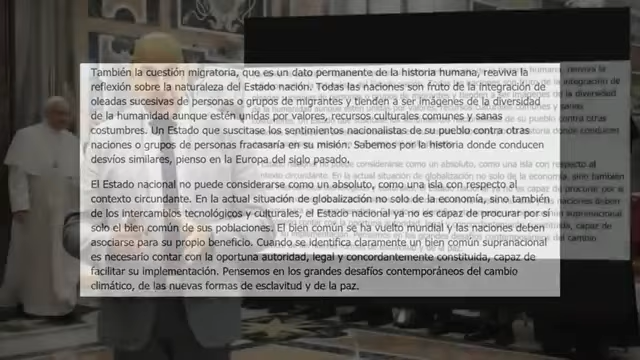 También la cuestión migratoria, que es un dato permanente de la historia humana, reaviva la
reflexión sobre la naturaleza del Estado nación. Todas las naciones son fruto de la integración de
oleadas sucesivas de personas o grupos de migrantes y tienden a ser imágenes de la diversidad
de la humanidad aunque estén unidas por valores, recursos culturales comunes y sanas
costumbres. Un Estado que suscitase los sentimientos nacionalistas de su pueblo contra otras
naciones o grupos de personas fracasaría en su misión. Sabemos por la historia donde conducen
desvíos similares, pienso en la Europa del siglo pasado.
El Estado nacional no puede considerarse como un absoluto, como una isla con respecto al
contexto circundante. En la actual situación de globalización no solo de la economía, sino también
de los intercambios tecnológicos y culturales, el Estado nacional ya no es capaz de procurar por sí
solo el bien común de sus poblaciones. El bien común se ha vuelto mundial y las naciones deben
asociarse para su propio beneficio. Cuando se identifica claramente un bien común supranacional
es necesario contar con la oportuna autoridad, legal y concordantemente constituida, capaz de
facilitar su implementación. Pensemos en los grandes desafíos contemporáneos del cambio
climático, de las nuevas formas de esclavitud y de la paz.